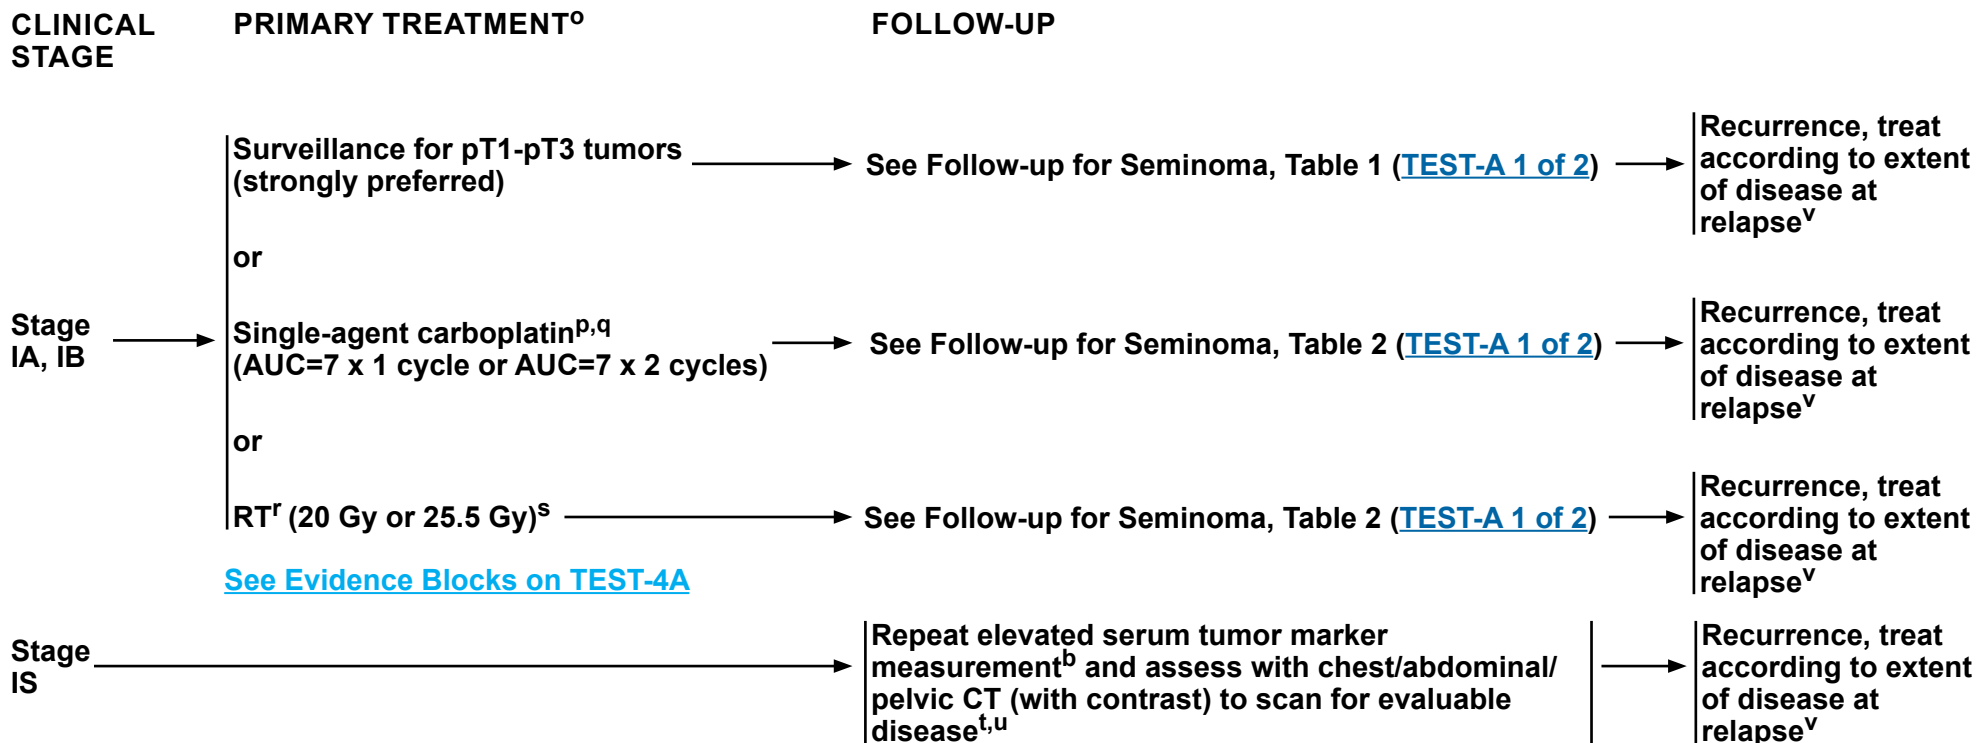 CLINICAL
STAGE
PRIMARY TREATMENTᵒ
FOLLOW-UP
Stage
IA, IB
Surveillance for pT1-pT3 tumors
(strongly preferred)
See Follow-up for Seminoma, Table 1 (TEST-A 1 of 2)
Recurrence, treat
according to extent
of disease at
relapseᵛ
or
Single-agent carboplatinᵖ,q
(AUC=7 x 1 cycle or AUC=7 x 2 cycles)
See Follow-up for Seminoma, Table 2 (TEST-A 1 of 2)
Recurrence, treat
according to extent
of disease at
relapseᵛ
or
RTʳ (20 Gy or 25.5 Gy)ˢ
See Follow-up for Seminoma, Table 2 (TEST-A 1 of 2)
Recurrence, treat
according to extent
of disease at
relapseᵛ
See Evidence Blocks on TEST-4A
Stage
IS
Repeat elevated serum tumor marker
measurementᵇ and assess with chest/abdominal/
pelvic CT (with contrast) to scan for evaluable
diseaseᵗ,ᵘ
Recurrence, treat
according to extent
of disease at
relapseᵛ